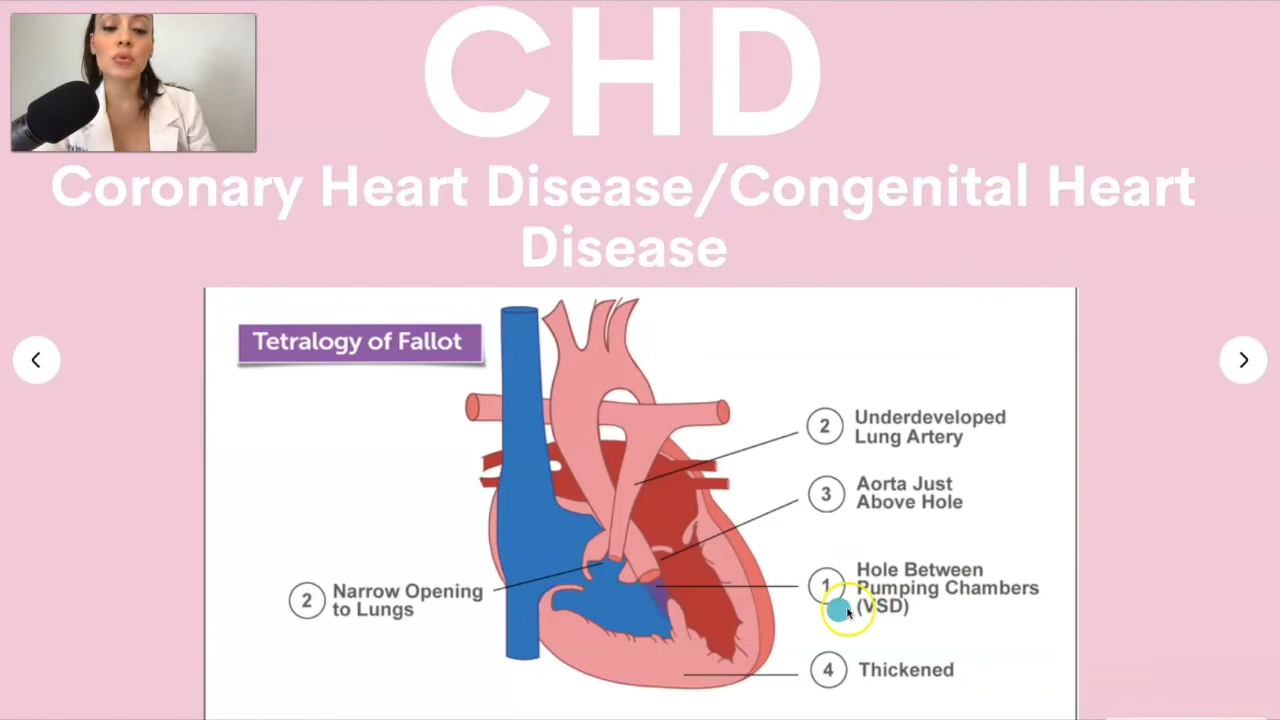 CHD
Coronary Heart Disease/Congenital Heart
Disease
Tetralogy of Fallot
2 Underdeveloped
Lung Artery
3 Aorta Just
Above Hole
1 Hole Between
Pumping Chambers
(VSD)
2 Narrow Opening
to Lungs
4 Thickened